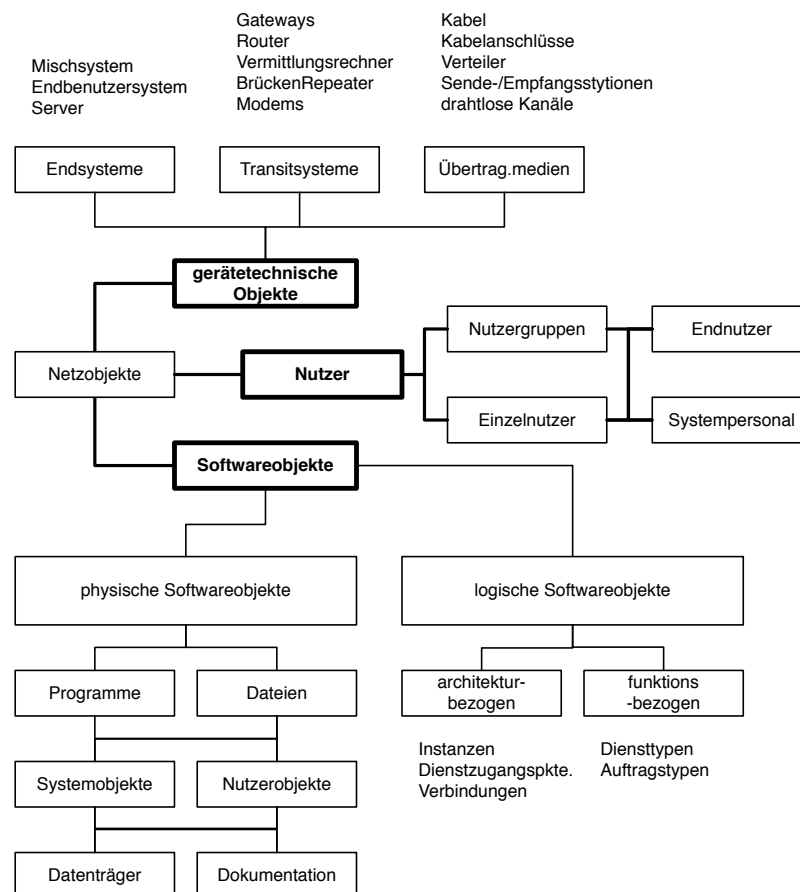 Mischsystem
Endbenutzersystem
Server
Gateways
Router
Vermittlungsrechner
BrückenRepeater
Modems
Kabel
Kabelanschlüsse
Verteiler
Sende-/Empfangsstytionen
drahtlose Kanäle
Endsysteme
Transitsysteme
Übertrag.medien
gerätetechnische
Objekte
Nutzergruppen
Endnutzer
Netzobjekte
Nutzer
Einzelnutzer
Systempersonal
Softwareobjekte
physische Softwareobjekte
logische Softwareobjekte
Programme
Dateien
architektur-
bezogen
funktions
-bezogen
Instanzen
Dienstzugangspkte.
Verbindungen
Diensttypen
Auftragstypen
Systemobjekte
Nutzerobjekte
Datenträger
Dokumentation